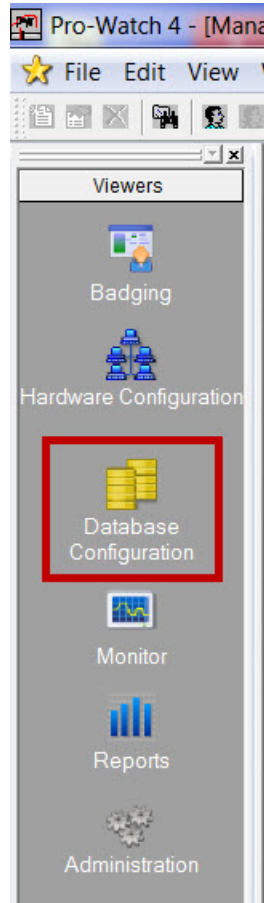 Pro-Watch 4 - [Mana
File Edit View
Viewers
Badging
Hardware Configuration
Database
Configuration
Monitor
Reports
Administration